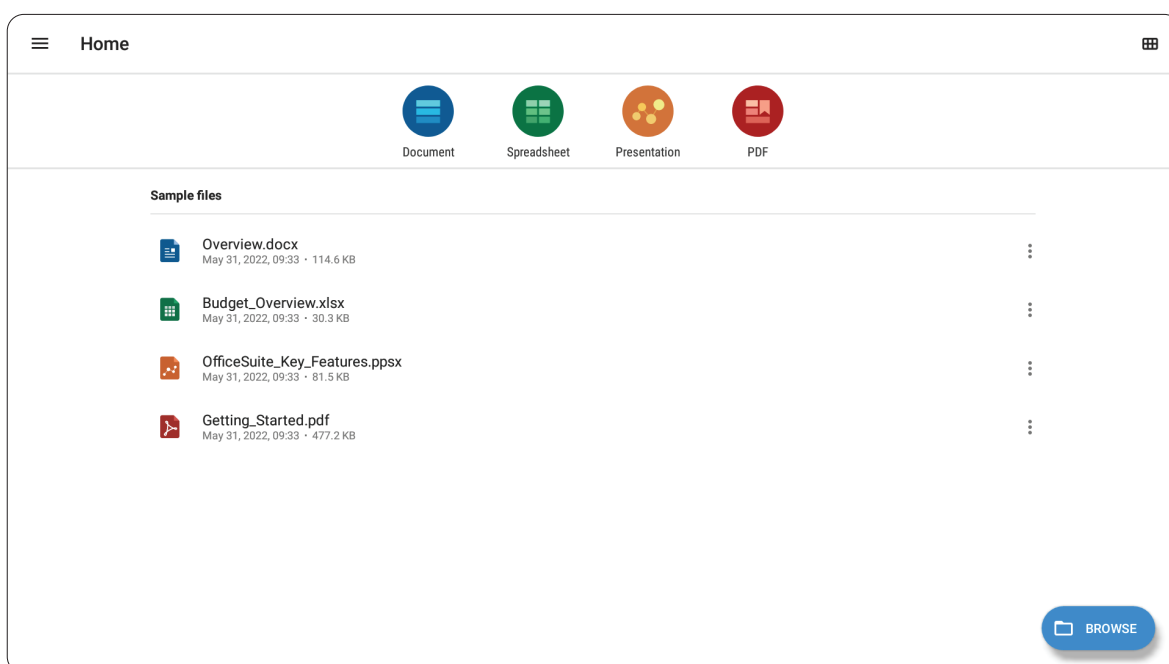 Home
Document
Spreadsheet
Presentation
PDF
Sample files
Overview.docx
May 31, 2022, 09:33 · 114.6 KB
Budget_Overview.xlsx
May 31, 2022, 09:33 · 30.3 KB
OfficeSuite_Key_Features.ppsx
May 31, 2022, 09:33 · 81.5 KB
Getting_Started.pdf
May 31, 2022, 09:33 · 477.2 KB
BROWSE